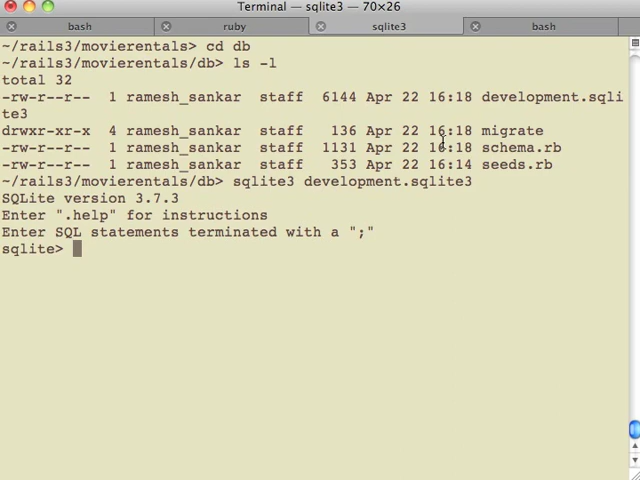 Terminal — sqlite3 — 70×26
bash ruby sqlite3 bash
~/rails3/movierentals> cd db
~/rails3/movierentals/db> ls -l
total 32
-rw-r--r-- 1 ramesh_sankar staff 6144 Apr 22 16:18 development.sqli
te3
drwxr-xr-x 4 ramesh_sankar staff 136 Apr 22 16:18 migrate
-rw-r--r-- 1 ramesh_sankar staff 1131 Apr 22 16:18 schema.rb
-rw-r--r-- 1 ramesh_sankar staff 353 Apr 22 16:14 seeds.rb
~/rails3/movierentals/db> sqlite3 development.sqlite3
SQLite version 3.7.3
Enter ".help" for instructions
Enter SQL statements terminated with a ";"
sqlite>